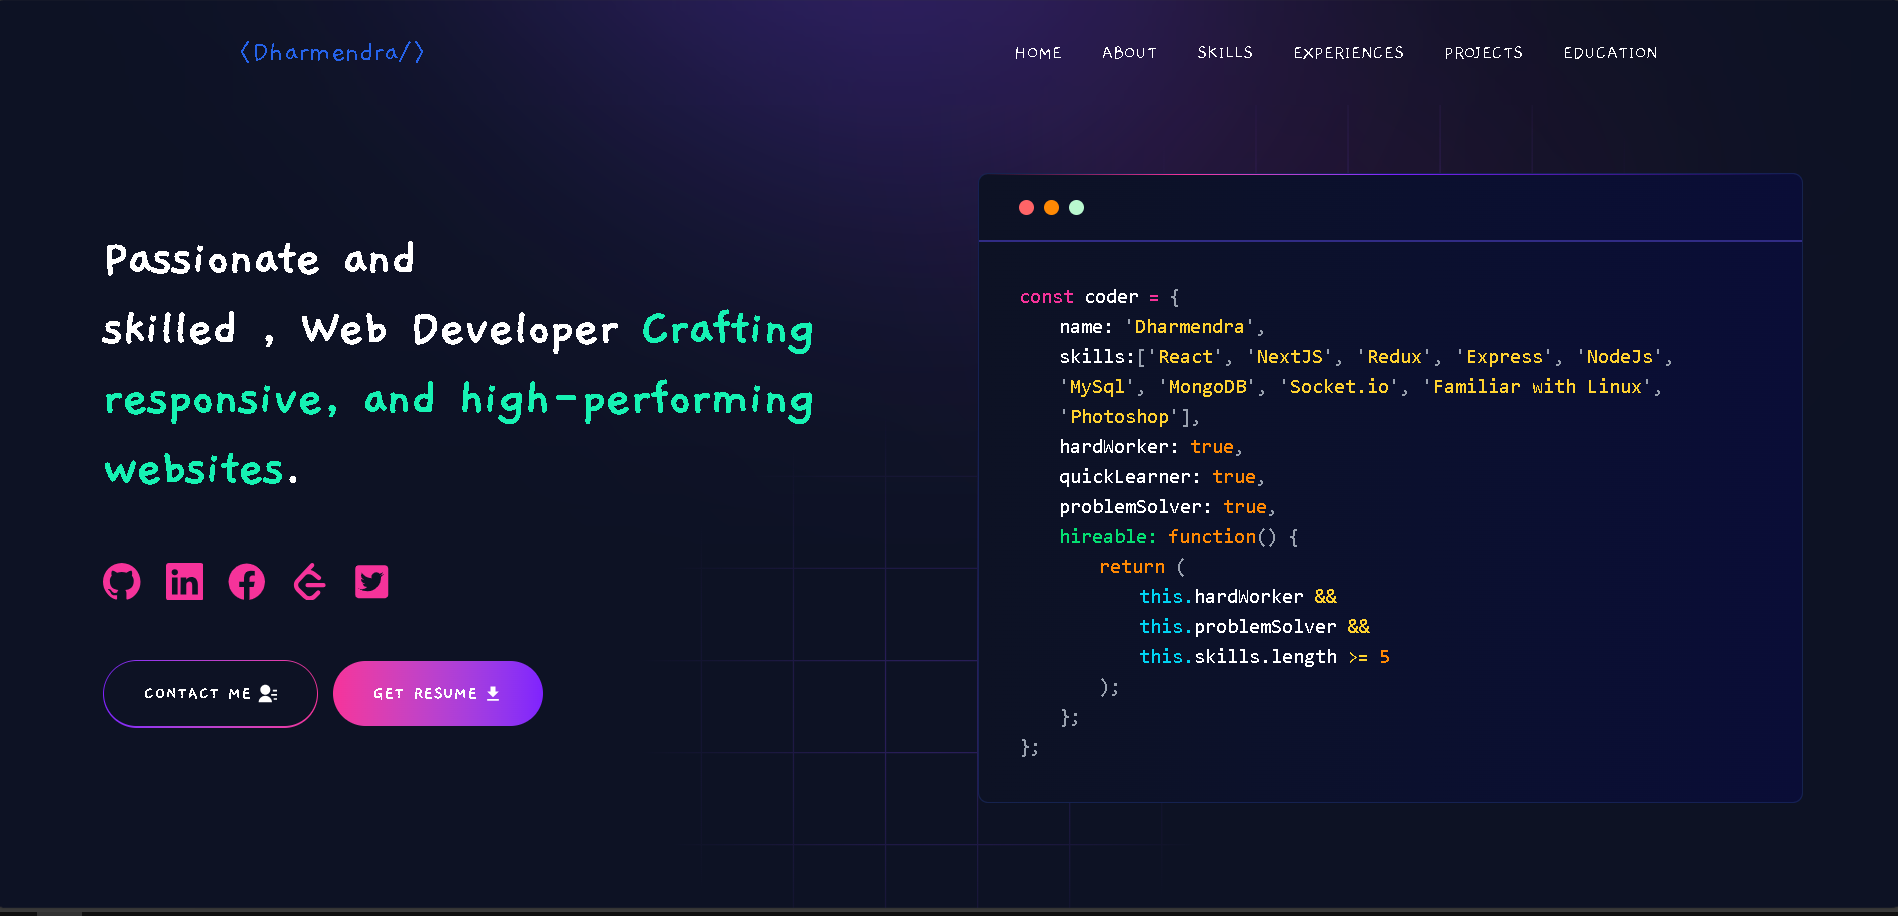 <Dharmendra/>
HOME ABOUT SKILLS EXPERIENCES PROJECTS EDUCATION
Passionate and
skilled , Web Developer Crafting
responsive, and high-performing
websites.
CONTACT ME
GET RESUME
const coder = {
name: 'Dharmendra',
skills:['React', 'NextJS', 'Redux', 'Express', 'NodeJs',
'MySql', 'MongoDB', 'Socket.io', 'Familiar with Linux',
'Photoshop'],
hardWorker: true,
quickLearner: true,
problemSolver: true,
hireable: function() {
return (
this.hardWorker &&
this.problemSolver &&
this.skills.length >= 5
);
};
};